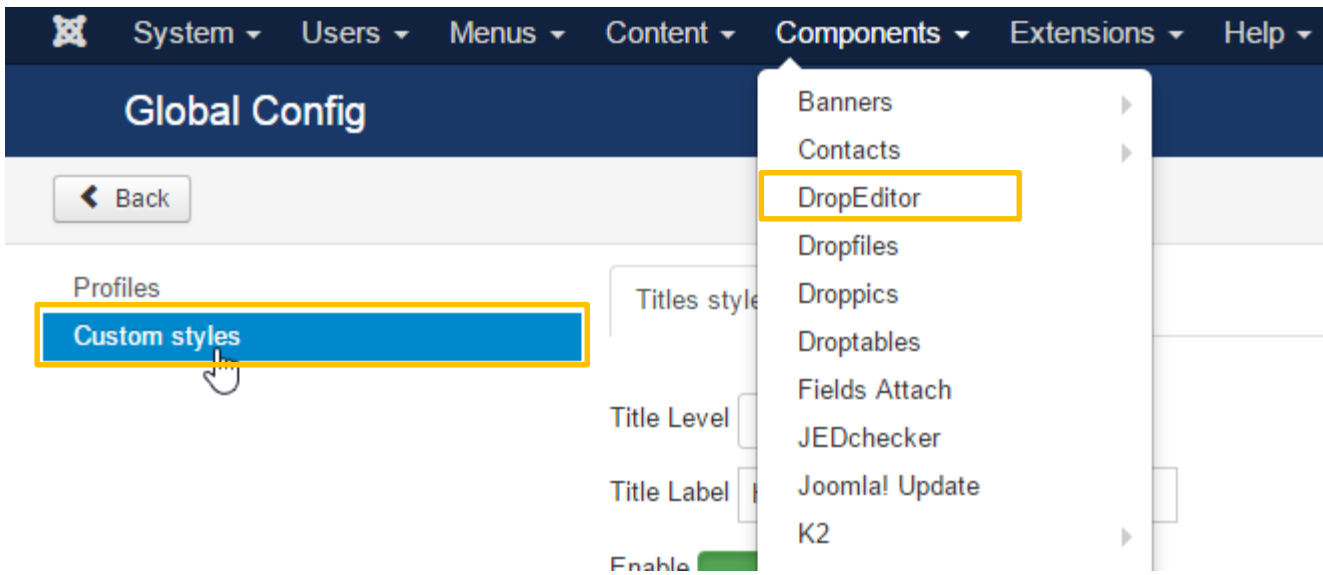 System Users Menus Content Components Extensions Help
Global Config
Back
Profiles
Custom styles
Banners
Contacts
DropEditor
Dropfiles
Droppics
Droptables
Fields Attach
JEDchecker
Joomla! Update
K2
Titles style
Title Level
Title Label
Enable